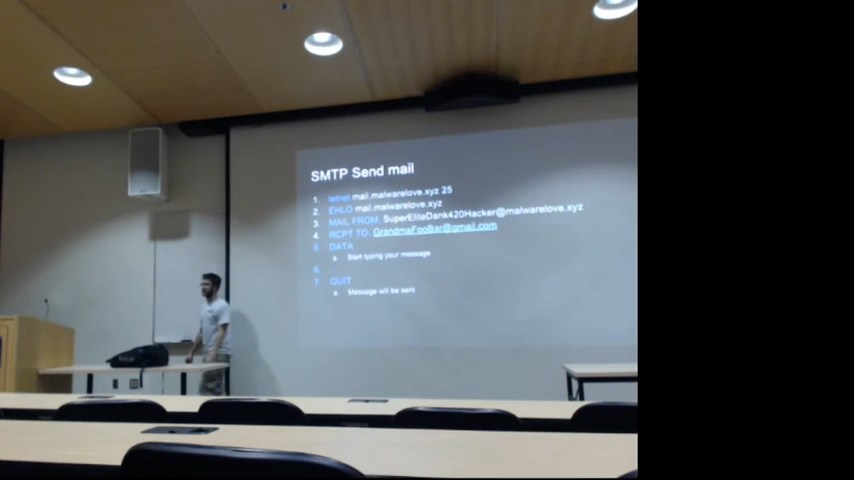 SMTP Send mail
1. telnet mail.malwarelove.xyz 25
2. EHLO mail.malwarelove.xyz
3. MAIL FROM: SuperEliteDank420Hacker@malwarelove.xyz
4. RCPT TO: GrandmaFooBar@gmail.com
5. DATA
a. Start typing your message
6.
7. QUIT
a. Message will be sent